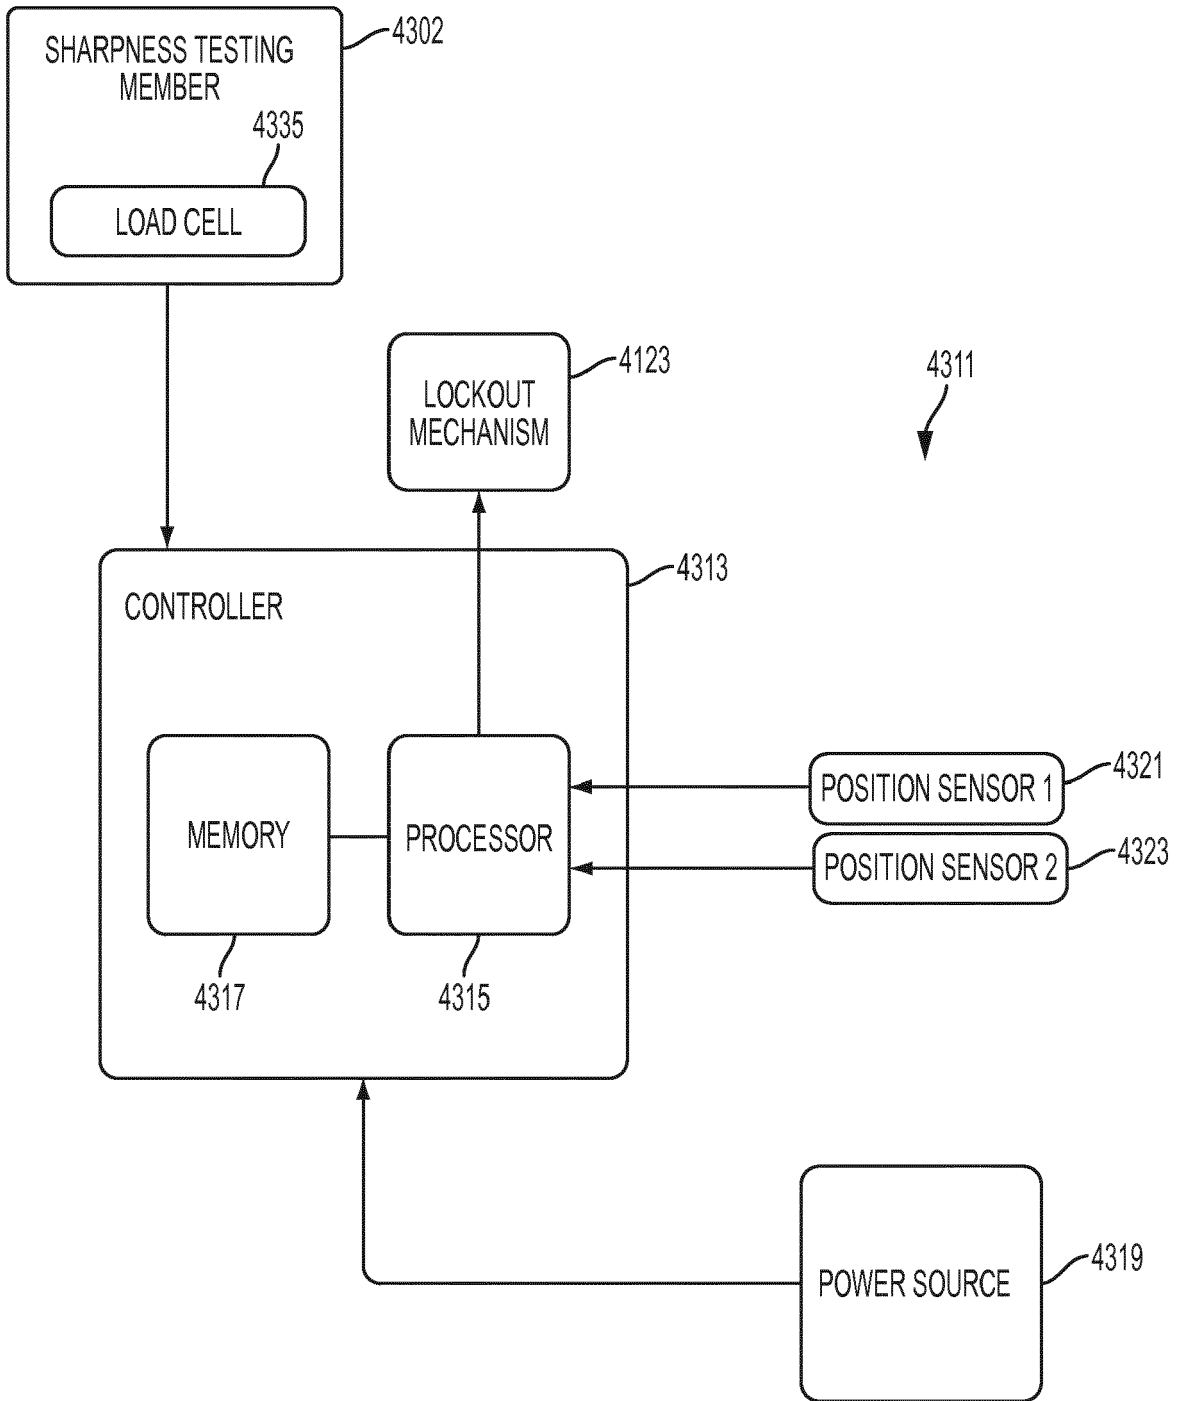 4302
SHARPNESS TESTING
MEMBER
4335
LOAD CELL
4123
LOCKOUT
MECHANISM
4311
4313
CONTROLLER
4321
POSITION SENSOR 1
MEMORY
PROCESSOR
4323
POSITION SENSOR 2
4317
4315
4319
POWER SOURCE